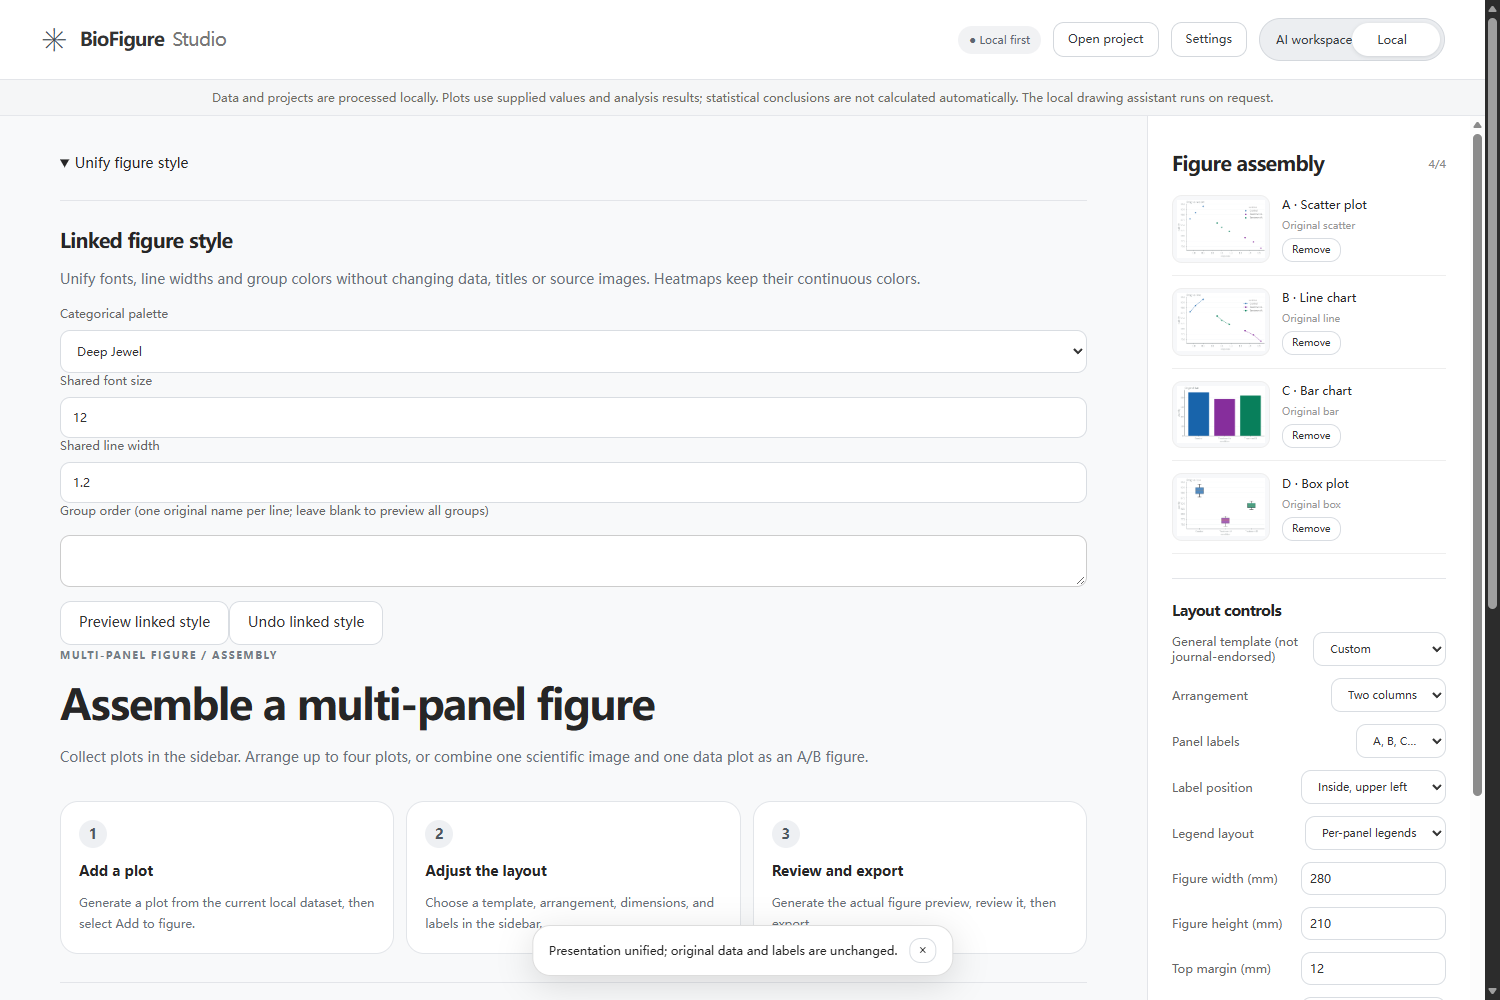 BioFigure Studio
Local first
Open project
Settings
AI workspace
Local
Data and projects are processed locally. Plots use supplied values and analysis results; statistical conclusions are not calculated automatically. The local drawing assistant runs on request.
Unify figure style
Linked figure style
Unify fonts, line widths and group colors without changing data, titles or source images. Heatmaps keep their continuous colors.
Categorical palette
Deep Jewel
Shared font size
12
Shared line width
1.2
Group order (one original name per line; leave blank to preview all groups)
Preview linked style
Undo linked style
MULTI-PANEL FIGURE / ASSEMBLY
Assemble a multi-panel figure
Collect plots in the sidebar. Arrange up to four plots, or combine one scientific image and one data plot as an A/B figure.
1
Add a plot
Generate a plot from the current local dataset, then
select Add to figure.
2
Adjust the layout
Choose a template, arrangement, dimensions, and
labels in the sidebar.
3
Review and export
Generate the actual figure preview, review it, then
export.
Presentation unified; original data and labels are unchanged.
×
Figure assembly
4/4
A · Scatter plot
Original scatter
Remove
B · Line chart
Original line
Remove
C · Bar chart
Original bar
Remove
D · Box plot
Original box
Remove
Layout controls
General template (not
journal-endorsed)
Custom
Arrangement
Two columns
Panel labels
A, B, C...
Label position
Inside, upper left
Legend layout
Per-panel legends
Figure width (mm)
280
Figure height (mm)
210
Top margin (mm)
12